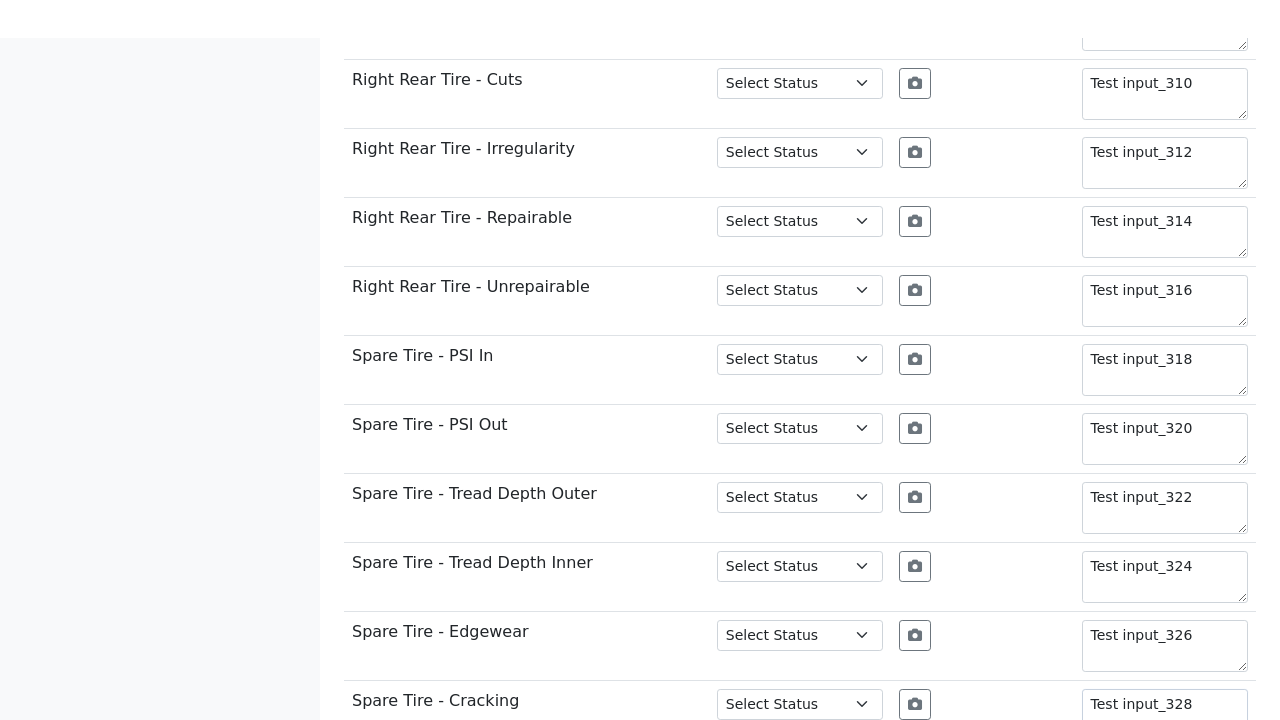 Right Rear Tire - Cuts Select Status Test input_310
Right Rear Tire - Irregularity Select Status Test input_312
Right Rear Tire - Repairable Select Status Test input_314
Right Rear Tire - Unrepairable Select Status Test input_316
Spare Tire - PSI In Select Status Test input_318
Spare Tire - PSI Out Select Status Test input_320
Spare Tire - Tread Depth Outer Select Status Test input_322
Spare Tire - Tread Depth Inner Select Status Test input_324
Spare Tire - Edgewear Select Status Test input_326
Spare Tire - Cracking Select Status Test input_328